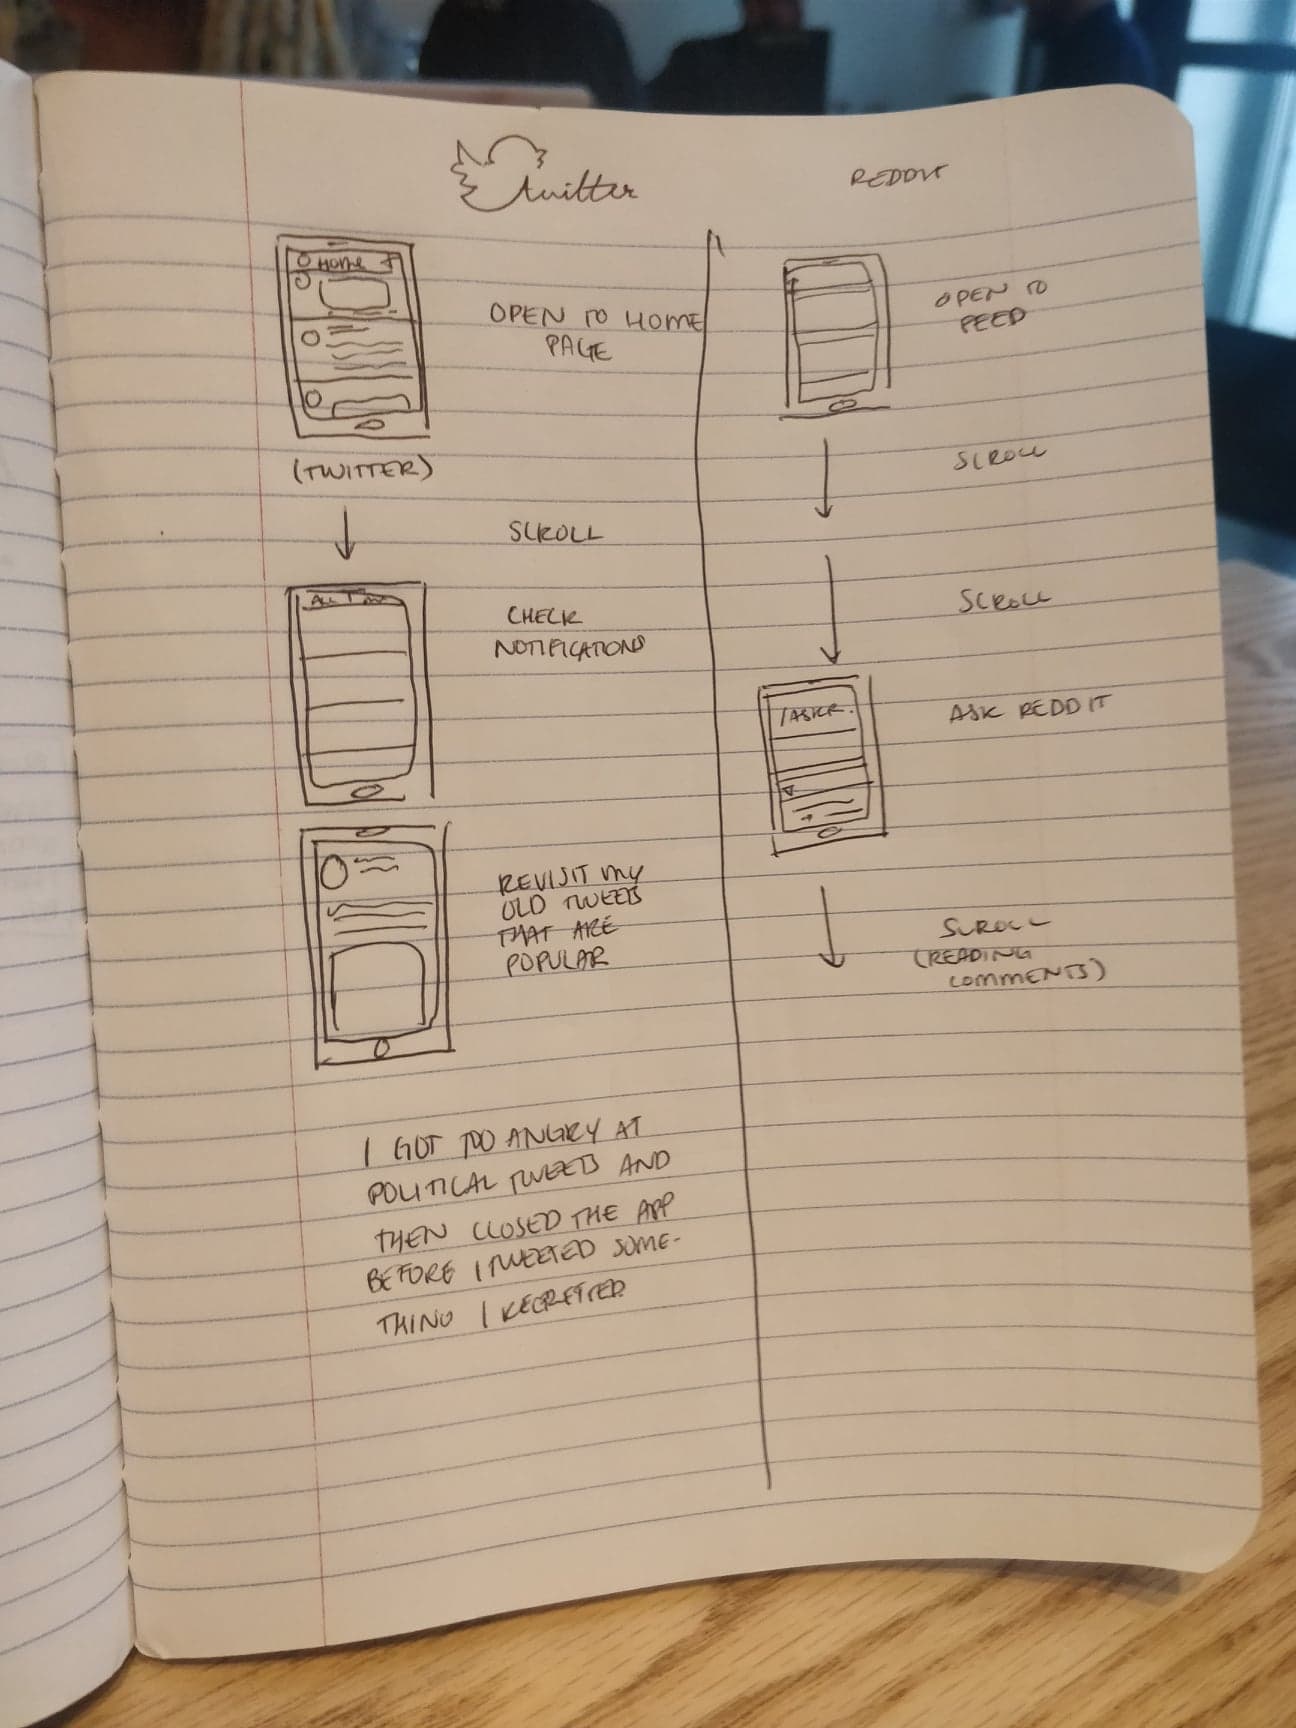 twitter
Home
OPEN TO HOME
PAGE
(TWITTER)
SCROLL
ALL
CHECK
NOTIFICATIONS
REVISIT MY
OLD TWEETS
THAT ARE
POPULAR
I GOT TOO ANGRY AT
POLITICAL TWEETS AND
THEN CLOSED THE APP
BEFORE I TWEETED SOME-
THING I REGRETTED
REDDIT
OPEN TO
FEED
SCROLL
SCROLL
/ASKR.
ASK REDDIT
SCROLL
(READING
COMMENTS)